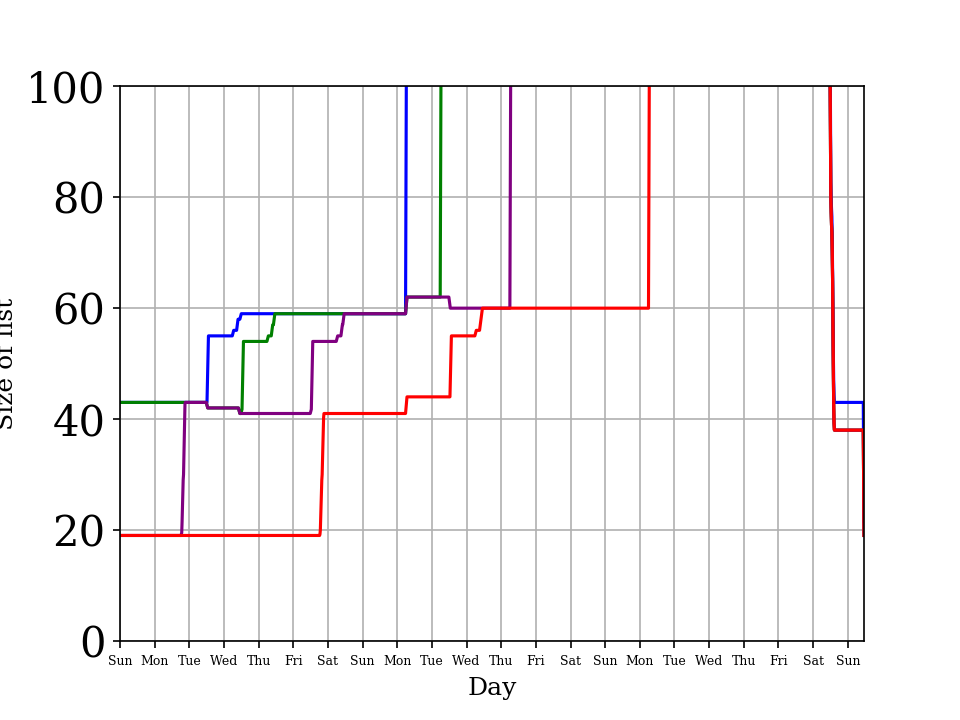 100
80
60
40
20
0
Size of list
Sun Mon Tue Wed Thu Fri Sat Sun Mon Tue Wed Thu Fri Sat Sun Mon Tue Wed Thu Fri Sat Sun
Day